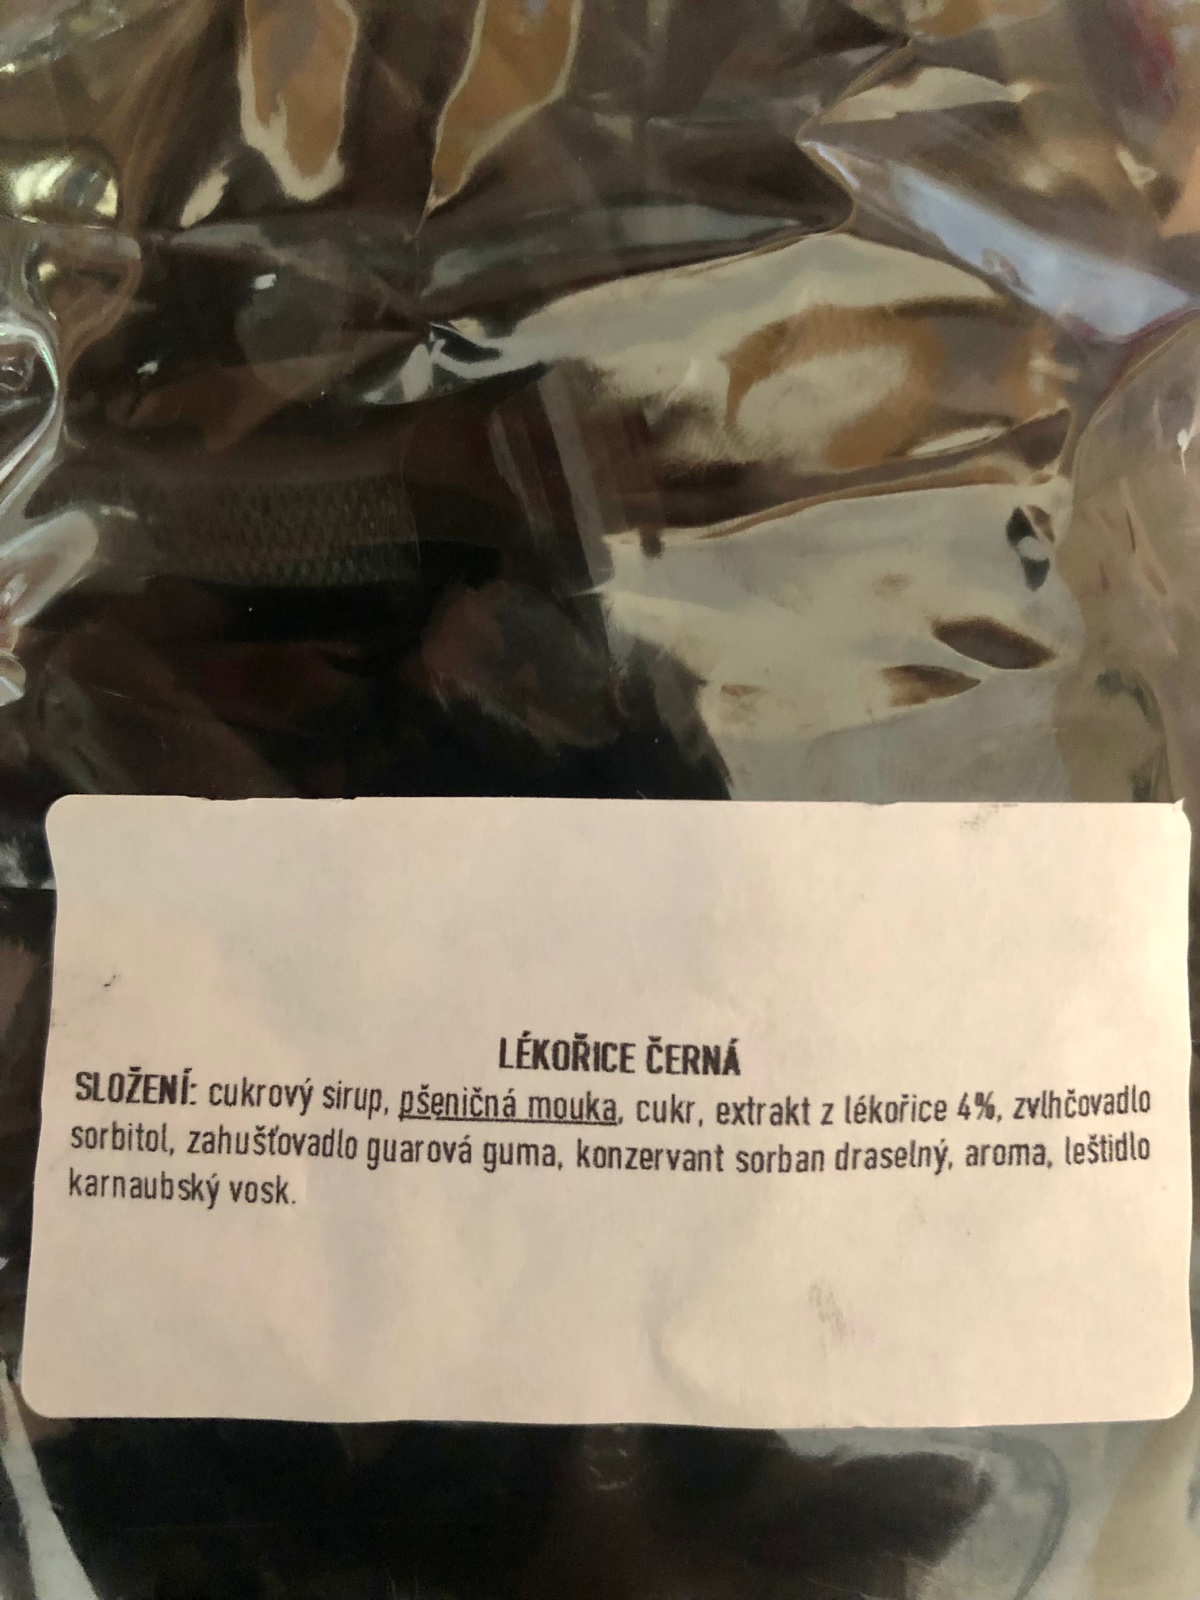 LÉKOŘICE ČERNÁ
SLOŽENÍ: cukrový sirup, pšeničná mouka, cukr, extrakt z lékořice 4%, zvlhčovadlo
sorbitol, zahušťovadlo guarová guma, konzervant sorban draselný, aroma, leštidlo
karnaubský vosk.